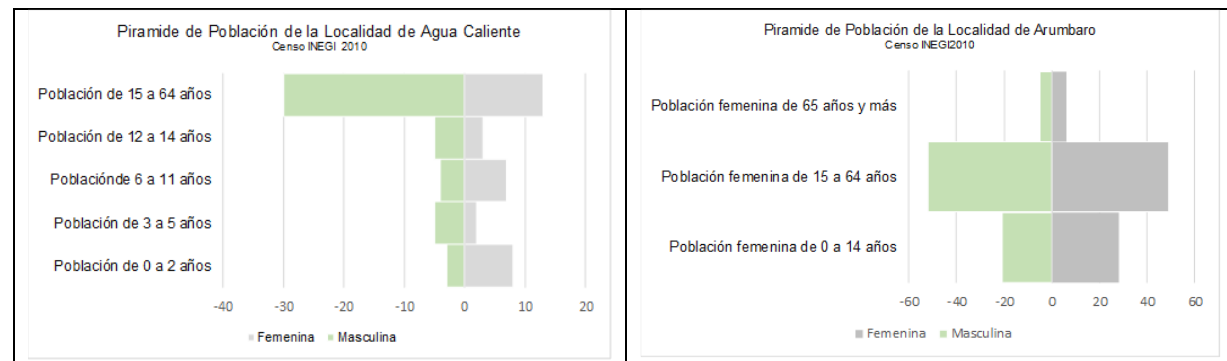 Piramide de Población de la Localidad de Agua Caliente
Censo INEGI 2010
Población de 15 a 64 años
Población de 12 a 14 años
Poblaciónde 6 a 11 años
Población de 3 a 5 años
Población de 0 a 2 años
-40 -30 -20 -10 0 10 20
Femenina Masculina
Piramide de Población de la Localidad de Arumbaro
Censo INEGI2010
Población femenina de 65 años y más
Población femenina de 15 a 64 años
Población femenina de 0 a 14 años
-60 -40 -20 0 20 40 60
Femenina Masculina